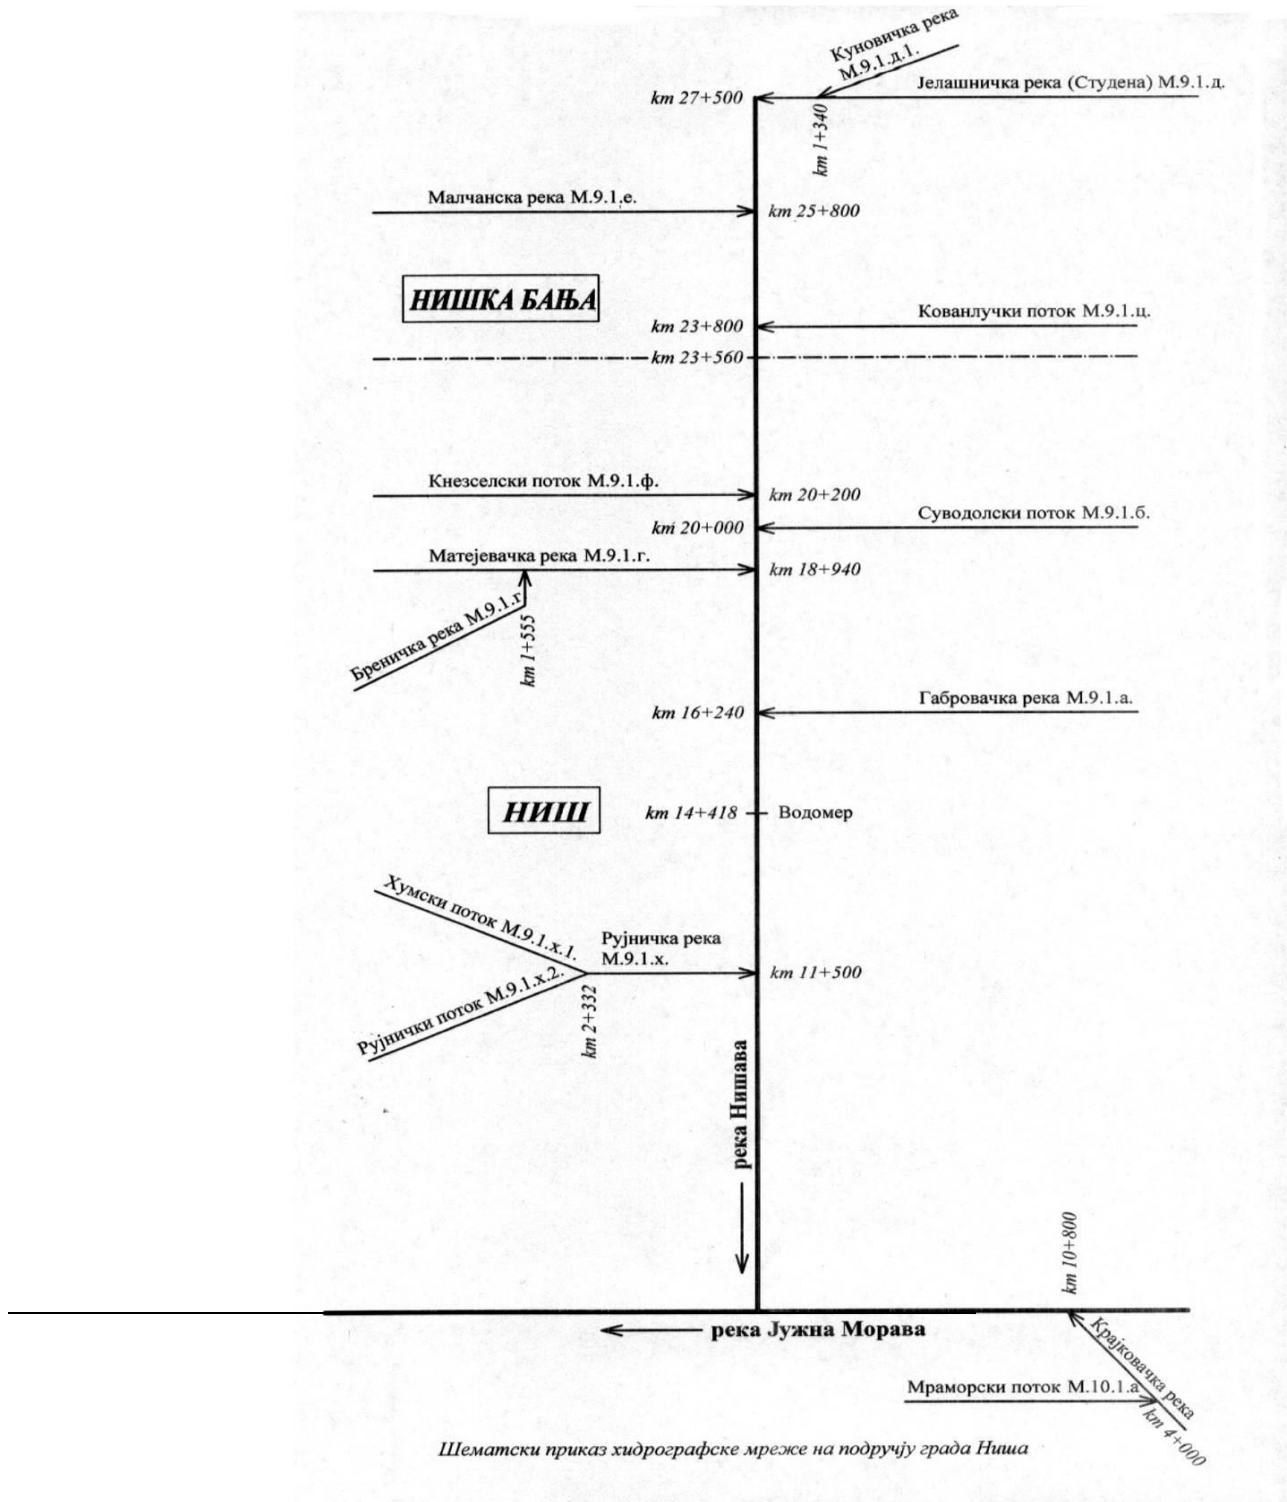 Куновичка река
М.9.1.д.1.
Јелашничка река (Студена) М.9.1.д.
km 27+500
km 1+340
Малчанска река М.9.1.е.
km 25+800
НИШКА БАЊА
Кованлучки поток М.9.1.ц.
km 23+800
km 23+560
Кнезселски поток М.9.1.ф.
km 20+200
Суводолски поток М.9.1.б.
km 20+000
Матејевачка река М.9.1.г.
km 18+940
Бреничка река М.9.1.г
km 1+555
Габровачка река М.9.1.а.
km 16+240
НИШ
km 14+418
Водомер
Хумски поток М.9.1.х.1.
Рујничка река
М.9.1.х.
km 11+500
Рујнички поток М.9.1.х.2.
km 2+332
река Нишава
km 10+800
река Јужна Морава
Крајковачка река
Мраморски поток М.10.1.а
km 4+000
Шематски приказ хидрографске мреже на подручју града Ниша